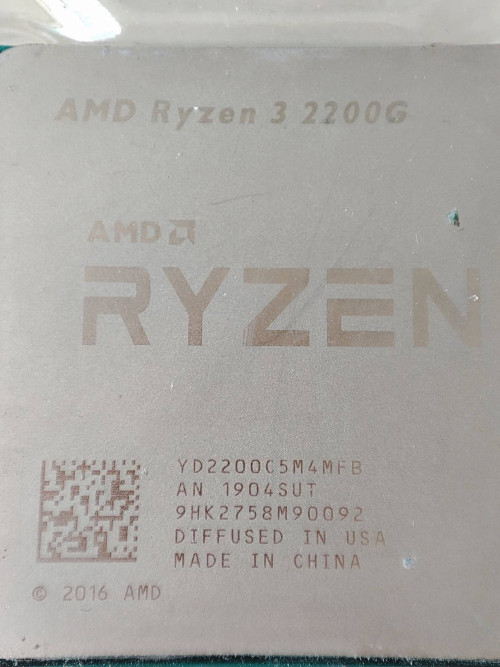 AMD Ryzen 3 2200G
AMD
RYZEN
YD2200C5M4MFB
AN 1904SUT
9HK2758M90092
DIFFUSED IN USA
MADE IN CHINA
© 2016 AMD